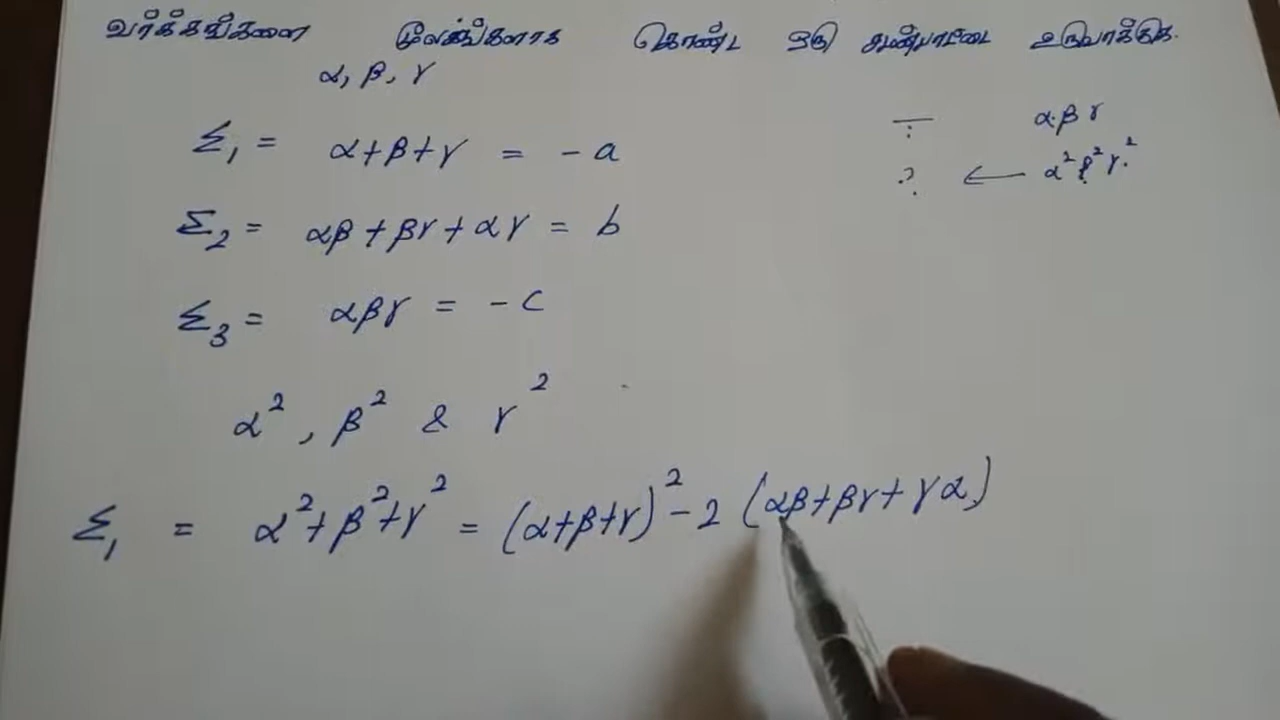 வர்க்கங்களை மூலங்களாக கொண்ட ஒரு சமன்பாட்டை உருவாக்குக.
α, β, γ
Σ₁ = α+β+γ = -a
αβγ
α²β²γ²
Σ₂ = αβ+βγ+αγ = b
Σ₃ = αβγ = -c
α², β² & γ²
Σ₁ = α²+β²+γ² = (α+β+γ)² - 2 (αβ+βγ+γα)